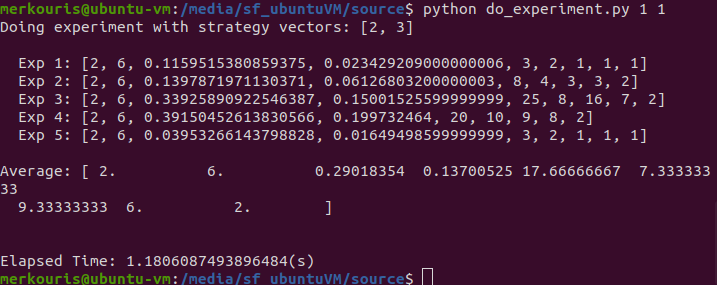 merkouris@ubuntu-vm:/media/sf_ubuntuVM/source$ python do_experiment.py 1 1
Doing experiment with strategy vectors: [2, 3]
Exp 1: [2, 6, 0.1159515380859375, 0.023429209000000006, 3, 2, 1, 1, 1]
Exp 2: [2, 6, 0.1397871971130371, 0.06126803200000003, 8, 4, 3, 3, 2]
Exp 3: [2, 6, 0.33925890922546387, 0.15001525599999999, 25, 8, 16, 7, 2]
Exp 4: [2, 6, 0.39150452613830566, 0.199732464, 20, 10, 9, 8, 2]
Exp 5: [2, 6, 0.03953266143798828, 0.01649498599999999, 3, 2, 1, 1, 1]
Average: [ 2. 6. 0.29018354 0.13700525 17.66666667 7.333333
33
9.33333333 6. 2. ]
Elapsed Time: 1.1806087493896484(s)
merkouris@ubuntu-vm:/media/sf_ubuntuVM/source$